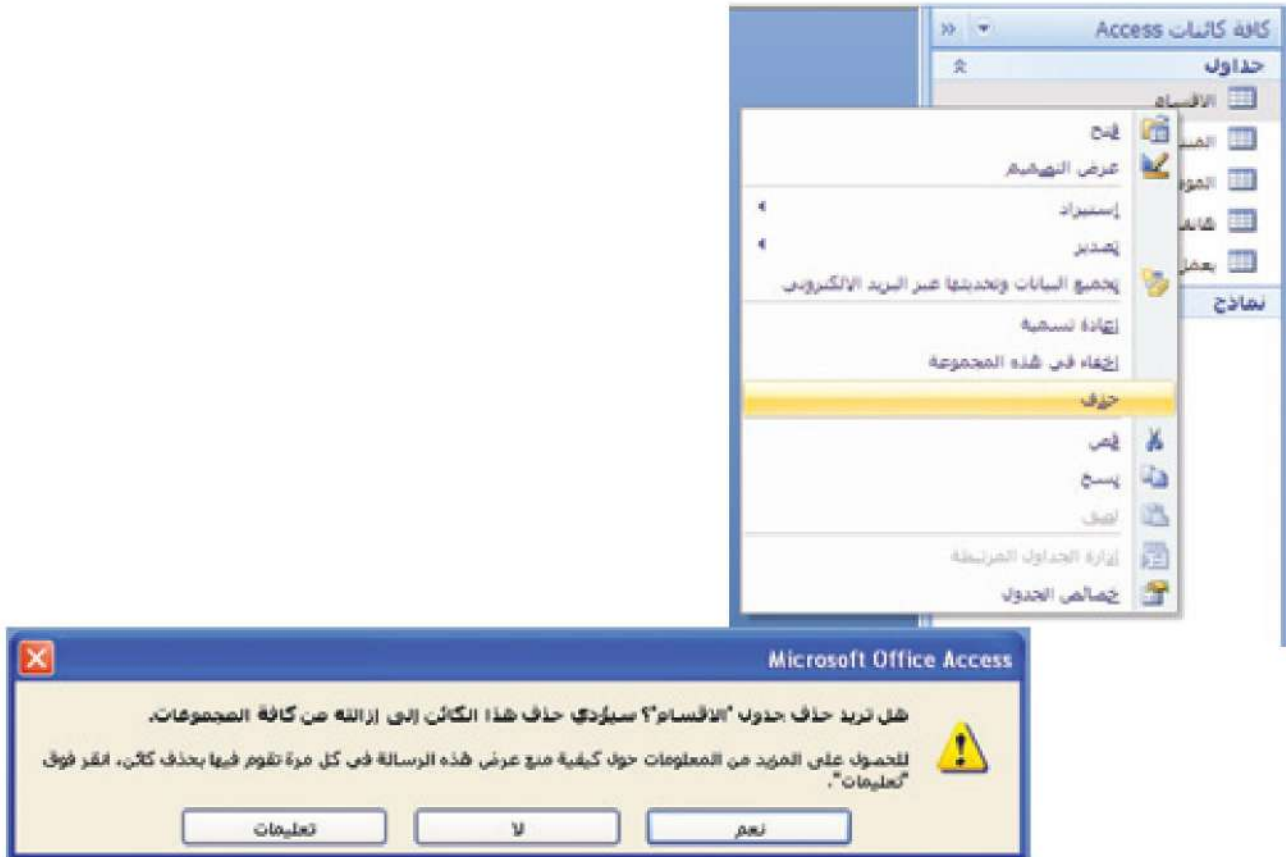 كافة كائنات Access
جداول
الاقسام
فتح
عرض التصميم
إستيراد
تصدير
تجميع البيانات وتحديثها عبر البريد الالكتروني
إعادة تسمية
إخفاء في هذه المجموعة
حذف
قص
نسخ
لصق
إدارة الجداول المرتبطة
خصائص الجدول
نماذج
Microsoft Office Access
هل تريد حذف جدول "الاقسام"؟ سيؤدي حذف هذا الكائن إلى إزالته من كافة المجموعات.
للحصول على المزيد من المعلومات حول كيفية منع عرض هذه الرسالة في كل مرة تقوم فيها بحذف كائن، انقر فوق
"تعليمات".
نعم
لا
تعليمات